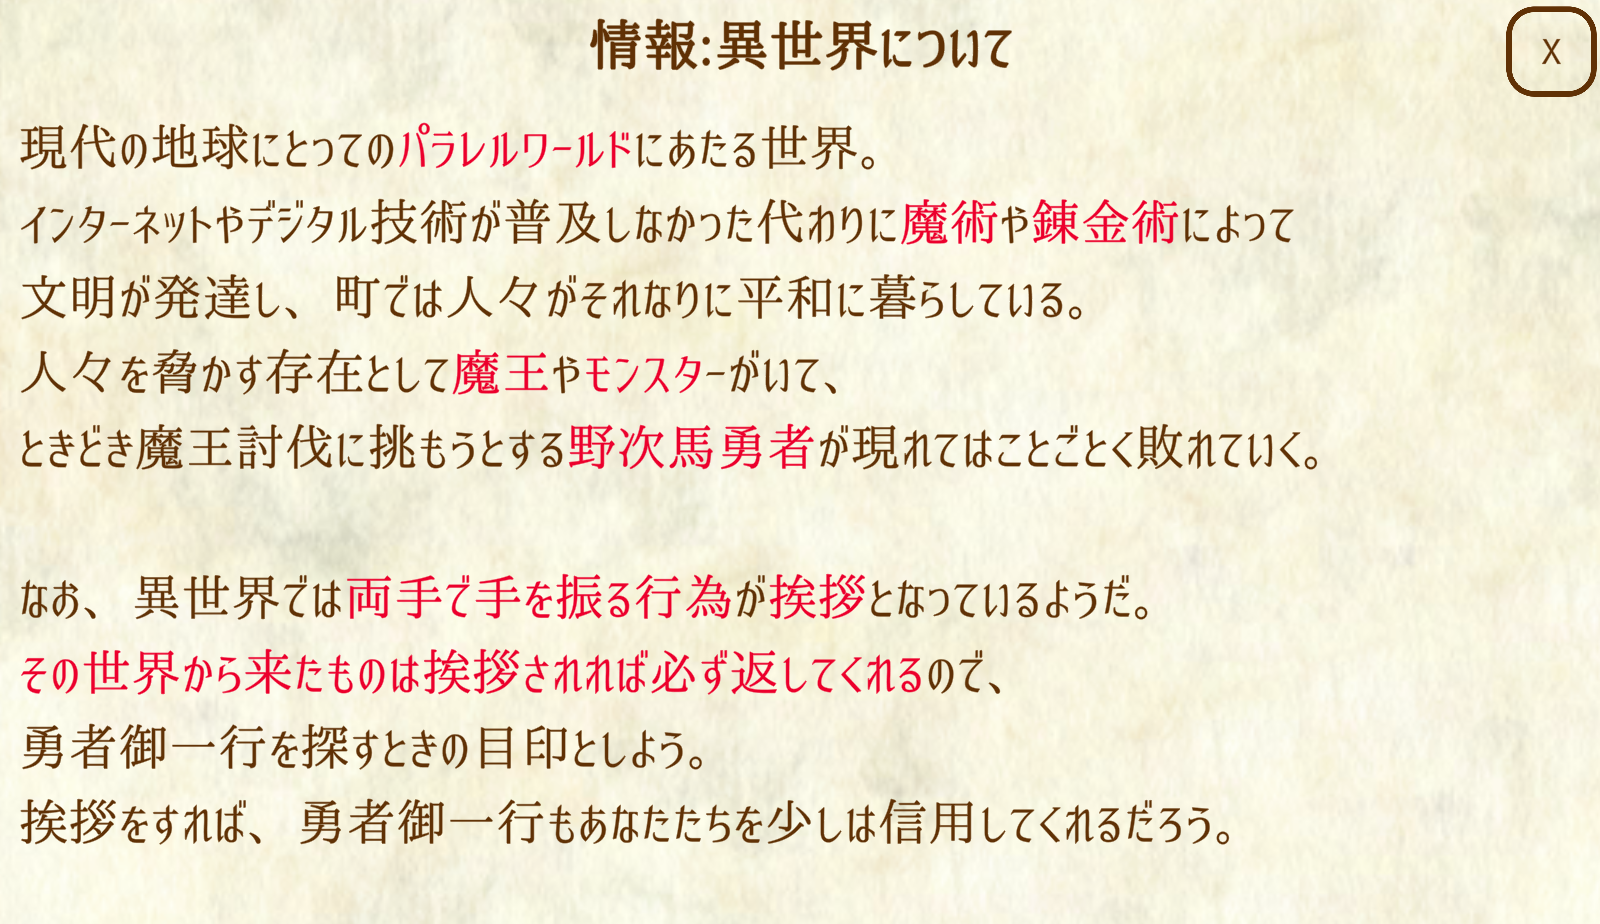 情報:異世界について
X
現代の地球にとってのパラレルワールドにあたる世界。
インターネットやデジタル技術が普及しなかった代わりに魔術や錬金術によって
文明が発達し、町では人々がそれなりに平和に暮らしている。
人々を脅かす存在として魔王やモンスターがいて、
ときどき魔王討伐に挑もうとする野次馬勇者が現れてはことごとく敗れていく。
なお、異世界では両手で手を振る行為が挨拶となっているようだ。
その世界から来たものは挨拶されれば必ず返してくれるので、
勇者御一行を探すときの目印としよう。
挨拶をすれば、勇者御一行もあなたたちを少しは信用してくれるだろう。